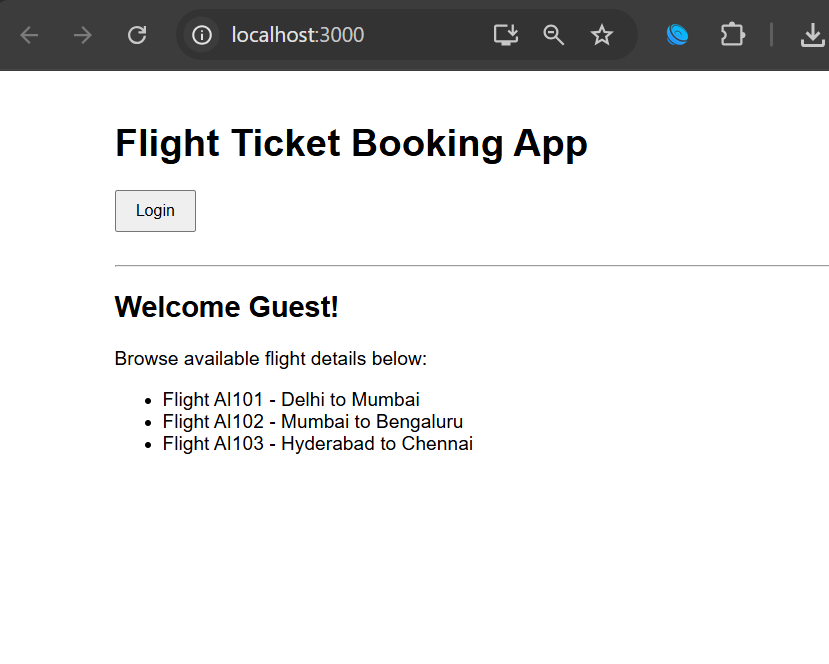 localhost:3000
Flight Ticket Booking App
Login
Welcome Guest!
Browse available flight details below:
• Flight AI101 - Delhi to Mumbai
• Flight AI102 - Mumbai to Bengaluru
• Flight AI103 - Hyderabad to Chennai